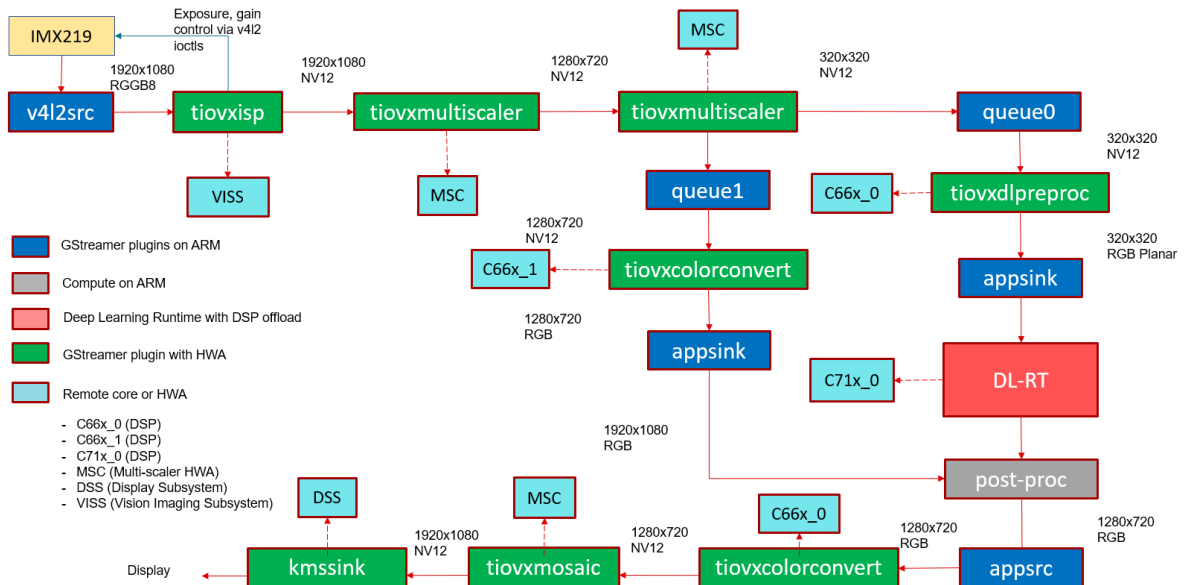 Exposure, gain
control via v4l2
ioctls
IMX219
MSC
1920x1080
RGGB8
1920x1080
NV12
1280x720
NV12
320x320
NV12
v4l2src
tiovxisp
tiovxmultiscaler
tiovxmultiscaler
queue0
320x320
NV12
VISS
MSC
queue1
C66x_0
tiovxdlpreproc
1280x720
NV12
GStreamer plugins on ARM
C66x_1
tiovxcolorconvert
320x320
RGB Planar
appsink
Compute on ARM
1280x720
RGB
Deep Learning Runtime with DSP offload
appsink
GStreamer plugin with HWA
C71x_0
DL-RT
Remote core or HWA
- C66x_0 (DSP)
- C66x_1 (DSP)
- C71x_0 (DSP)
- MSC (Multi-scaler HWA)
- DSS (Display Subsystem)
- VISS (Vision Imaging Subsystem)
1920x1080
RGB
post-proc
DSS
MSC
C66x_0
1920x1080
NV12
1280x720
NV12
1280x720
RGB
1280x720
RGB
Display
kmssink
tiovxmosaic
tiovxcolorconvert
appsrc